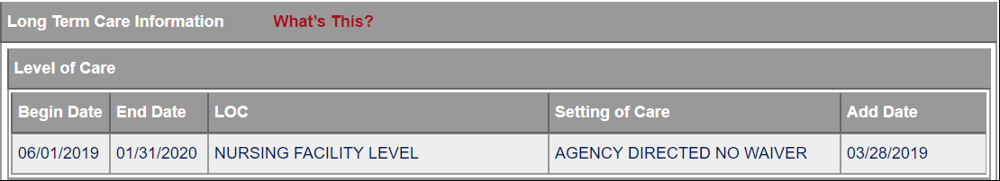 Long Term Care Information What's This?
Level of Care
Begin Date End Date LOC Setting of Care Add Date
06/01/2019 01/31/2020 NURSING FACILITY LEVEL AGENCY DIRECTED NO WAIVER 03/28/2019